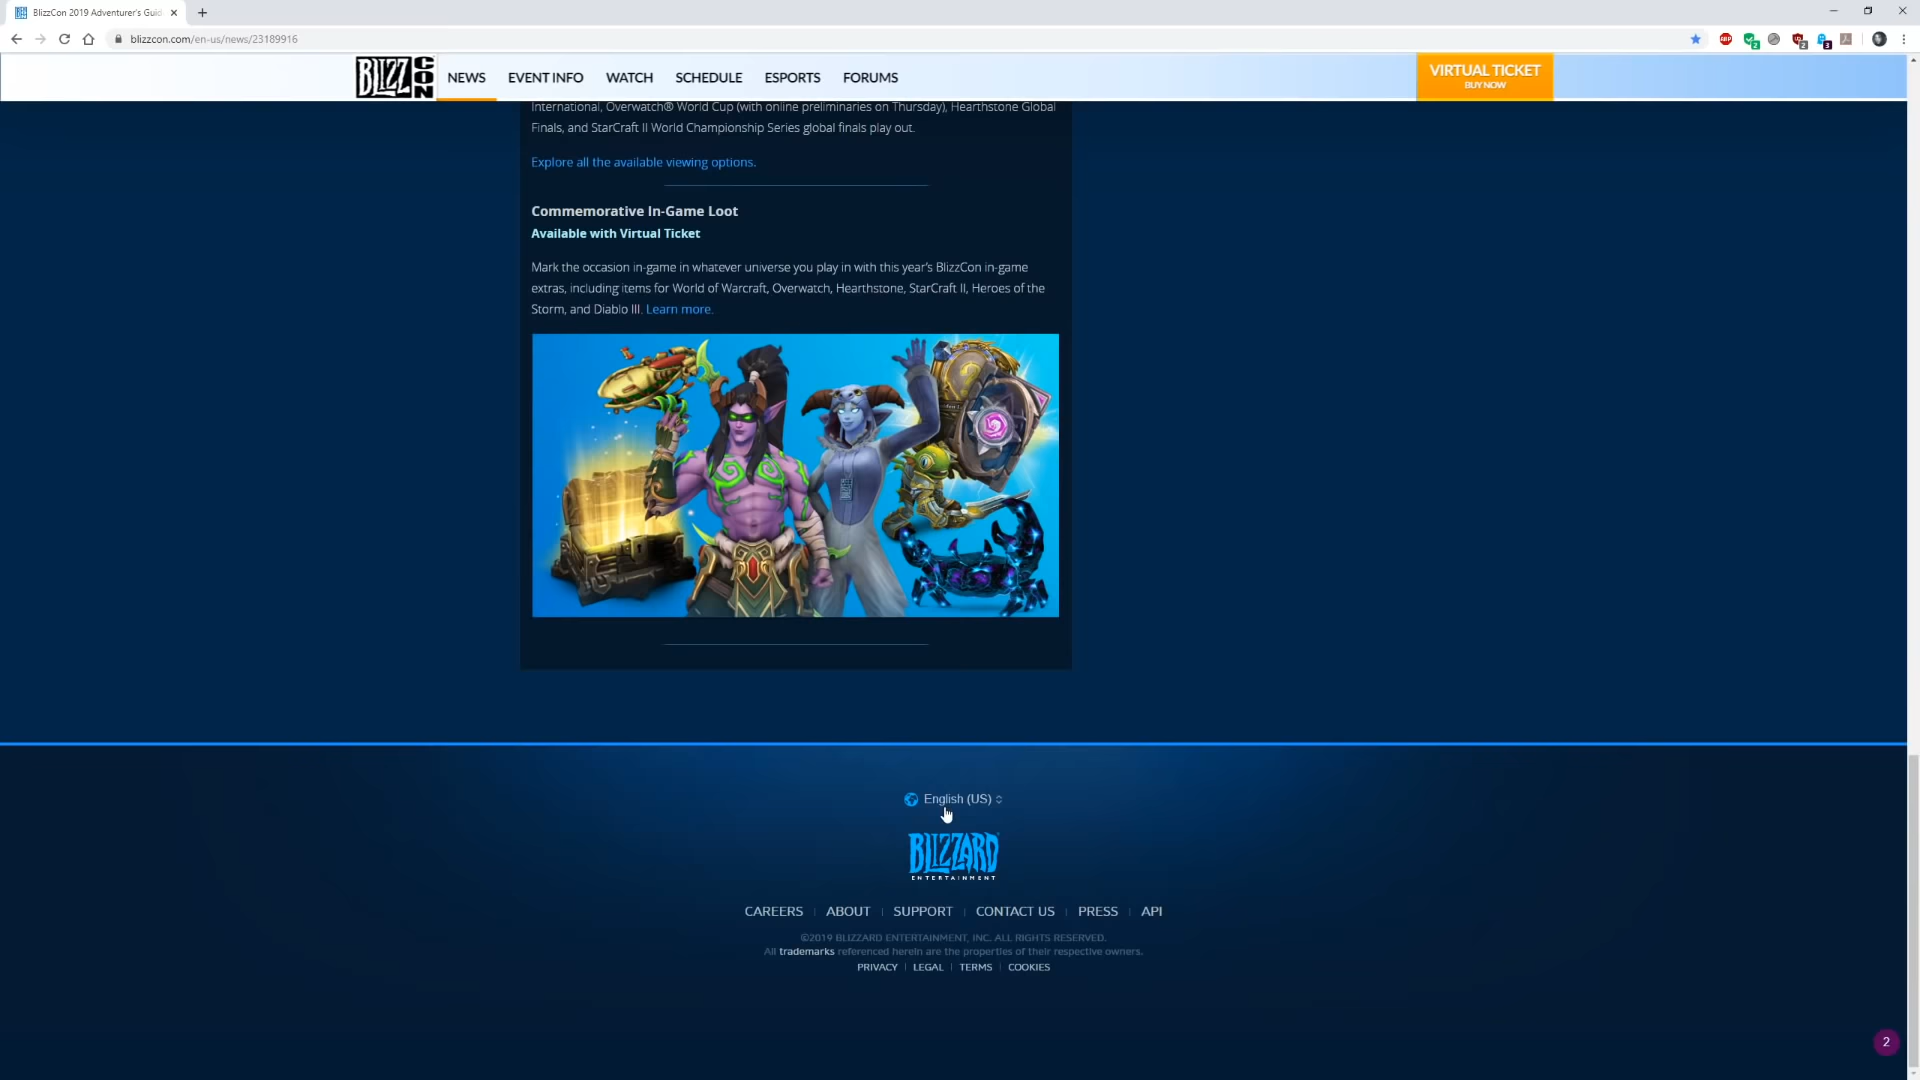 BlizzCon 2019 Adventurer's Guid
blizzcon.com/en-us/news/23189916
BLIZZCON
NEWS
EVENT INFO
WATCH
SCHEDULE
ESPORTS
FORUMS
VIRTUAL TICKET
BUY NOW
International, Overwatch® World Cup (with online preliminaries on Thursday), Hearthstone Global
Finals, and StarCraft II World Championship Series global finals play out.
Explore all the available viewing options.
Commemorative In-Game Loot
Available with Virtual Ticket
Mark the occasion in-game in whatever universe you play in with this year's BlizzCon in-game
extras, including items for World of Warcraft, Overwatch, Hearthstone, StarCraft II, Heroes of the
Storm, and Diablo III. Learn more.
English (US)
BLIZZARD
ENTERTAINMENT
CAREERS | ABOUT | SUPPORT | CONTACT US | PRESS | API
©2019 BLIZZARD ENTERTAINMENT, INC. ALL RIGHTS RESERVED.
All trademarks referenced herein are the properties of their respective owners.
PRIVACY | LEGAL | TERMS | COOKIES
2